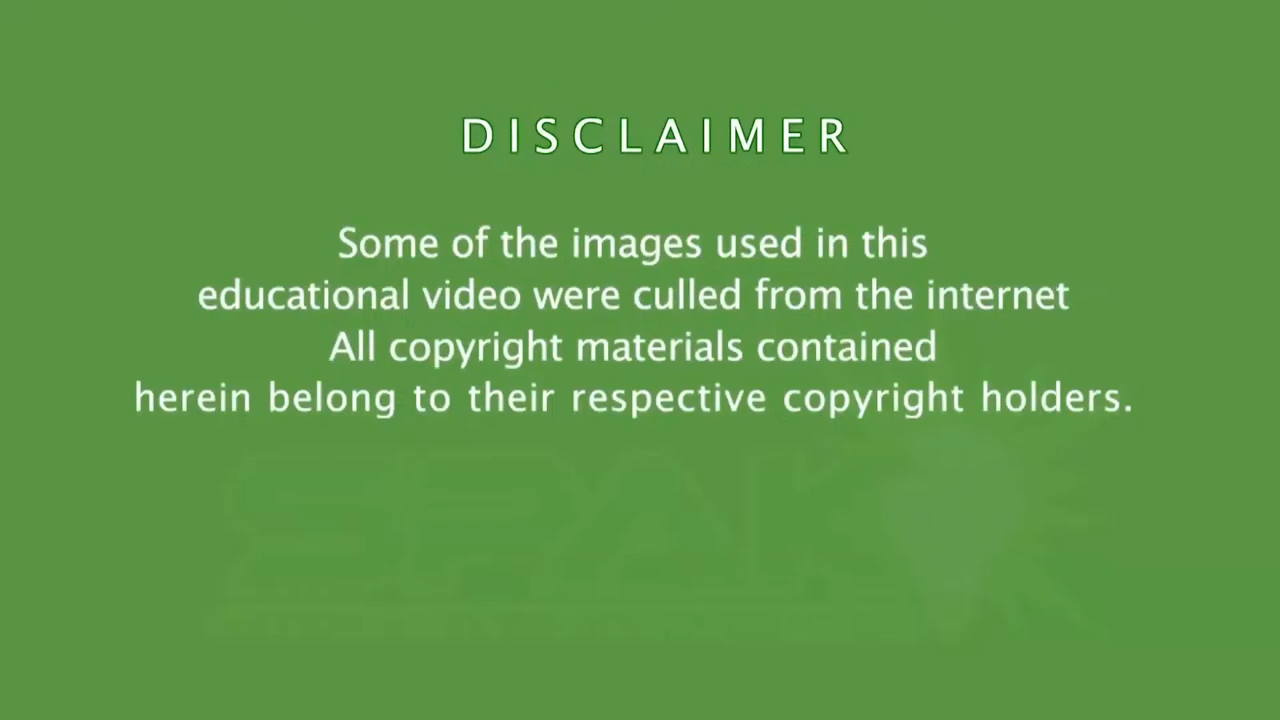 DISCLAIMER
Some of the images used in this
educational video were culled from the internet
All copyright materials contained
herein belong to their respective copyright holders.